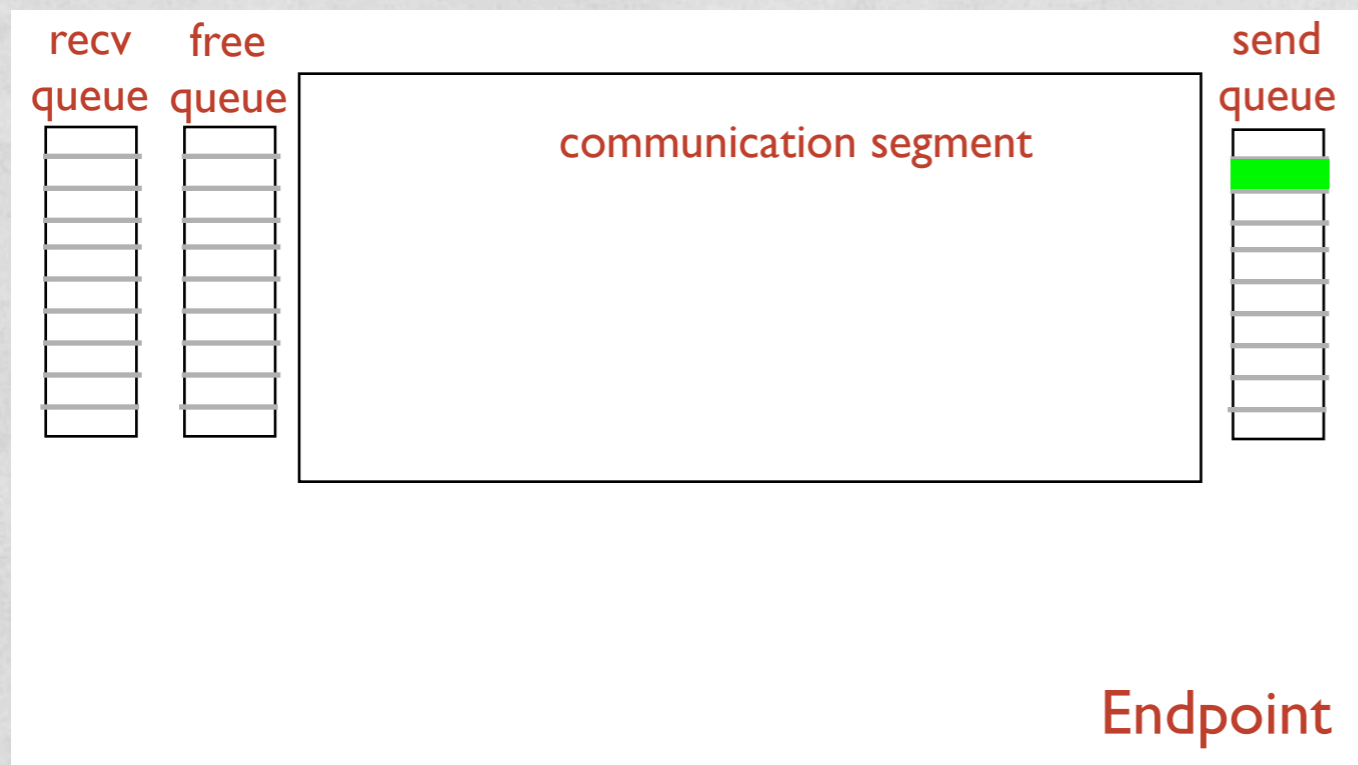 recv
queue
free
queue
communication segment
send
queue
Endpoint